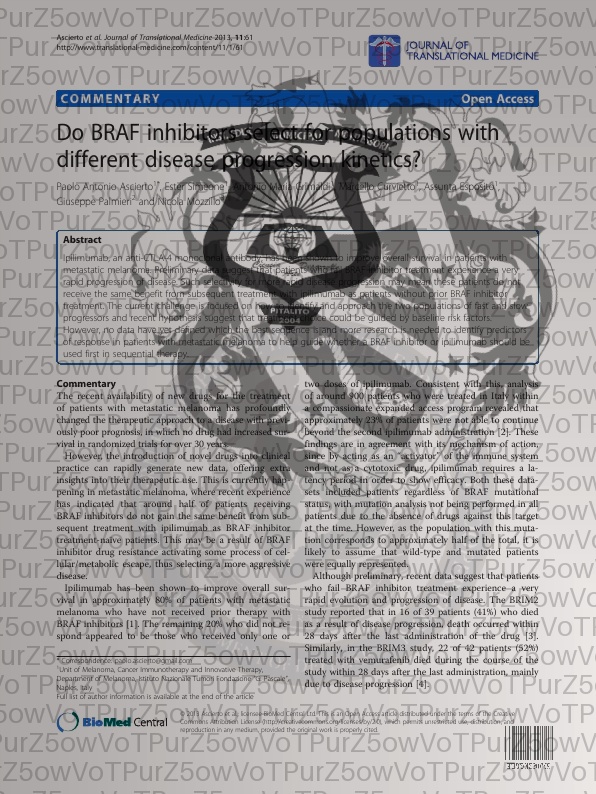 Ascierto et al. Journal of Translational Medicine 2013, 11:61
http://www.translational-medicine.com/content/11/1/61
JOURNAL OF
TRANSLATIONAL MEDICINE
COMMENTARY
Open Access
Do BRAF inhibitors select for populations with
different disease progression kinetics?
Paolo Antonio Ascierto, Ester Simeone, Antonio Maria Grimaldi, Marcello Curvietto, Assunta Esposito,
Giuseppe Palmieri and Nicola Mozzillo
Abstract
Ipilimumab, an anti-CTLA-4 monoclonal antibody, has been shown to improve overall survival in patients with
metastatic melanoma. Preliminary data suggest that patients who fail BRAF inhibitor treatment experience a very
rapid progression of disease. Such selectivity for more rapid disease progression may mean these patients do not
receive the same benefit from subsequent treatment with ipilimumab as patients without prior BRAF inhibitor
treatment. The current challenge is focused on how to identify and approach the two populations of fast and slow
progressors and recent hypothesis suggest that treatment choice could be guided by baseline risk factors.
However, no data have yet defined which the best sequence is and more research is needed to identify predictors
of response in patients with metastatic melanoma to help guide whether a BRAF inhibitor or ipilimumab should be
used first in sequential therapy.
Commentary
The recent availability of new drugs for the treatment
of patients with metastatic melanoma has profoundly
changed the therapeutic approach to a disease with previ-
ously poor prognosis, in which no drug had increased sur-
vival in randomized trials for over 30 years.
However, the introduction of novel drugs into clinical
practice can rapidly generate new data, offering extra
insights into their therapeutic use. This is currently hap-
pening in metastatic melanoma, where recent experience
has indicated that around half of patients receiving
BRAF inhibitors do not gain the same benefit from sub-
sequent treatment with ipilimumab as BRAF inhibitor
treatment-naïve patients. This may be a result of BRAF
inhibitor drug resistance activating some process of cel-
lular/metabolic escape, thus selecting a more aggressive
disease.
Ipilimumab has been shown to improve overall sur-
vival in approximately 80% of patients with metastatic
melanoma who have not received prior therapy with
BRAF inhibitors [1]. The remaining 20% who did not re-
spond appeared to be those who received only one or
two doses of ipilimumab. Consistent with this, analysis
of around 900 patients who were treated in Italy within
a compassionate expanded access program revealed that
approximately 23% of patients were not able to continue
beyond the second ipilimumab administration [2]. These
findings are in agreement with its mechanism of action,
since by acting as an "activator" of the immune system
and not as a cytotoxic drug, ipilimumab requires a la-
tency period in order to show efficacy. Both these data-
sets included patients regardless of BRAF mutational
status, with mutation analysis not being performed in all
patients due to the absence of drugs against this target
at the time. However, as the population with this muta-
tion corresponds to approximately half of the total, it is
likely to assume that wild-type and mutated patients
were equally represented.
Although preliminary, recent data suggest that patients
who fail BRAF inhibitor treatment experience a very
rapid evolution and progression of disease. The BRIM2
study reported that in 16 of 39 patients (41%) who died
as a result of disease progression, death occurred within
28 days after the last administration of the drug [3].
Similarly, in the BRIM3 study, 22 of 42 patients (52%)
treated with vemurafenib died during the course of the
study within 28 days after the last administration, mainly
due to disease progression [4].
* Correspondence: paolo.ascierto@gmail.com
Unit of Melanoma, Cancer Immunotherapy and Innovative Therapy,
Department of Melanoma, Istituto Nazionale Tumori Fondazione "G. Pascale",
Naples, Italy
Full list of author information is available at the end of the article
BioMed Central
© 2013 Ascierto et al.; licensee BioMed Central Ltd. This is an Open Access article distributed under the terms of the Creative
Commons Attribution License (http://creativecommons.org/licenses/by/2.0), which permits unrestricted use, distribution, and
reproduction in any medium, provided the original work is properly cited.
PITALITO
2004